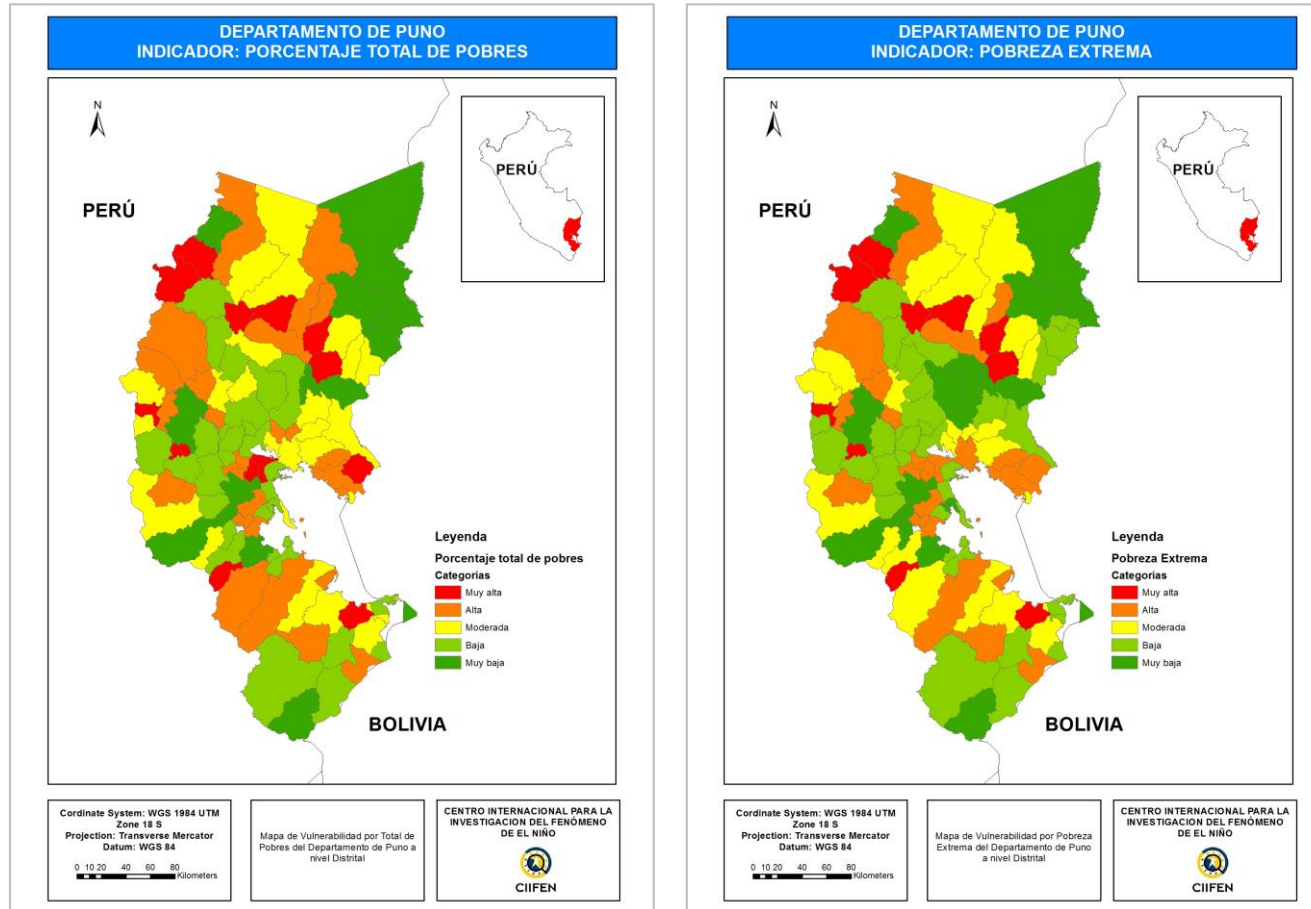 DEPARTAMENTO DE PUNO
INDICADOR: PORCENTAJE TOTAL DE POBRES
N
PERÚ
PERÚ
Leyenda
Porcentaje total de pobres
Categorías
Muy alta
Alta
Moderada
Baja
Muy baja
BOLIVIA
Cordinate System: WGS 1984 UTM
Zone 18 S
Projection: Transverse Mercator
Datum: WGS 84
0 10 20 40 60 80
Kilometers
Mapa de Vulnerabilidad por Total de
Pobres del Departamento de Puno a
nivel Distrital
CENTRO INTERNACIONAL PARA LA
INVESTIGACION DEL FENÓMENO
DE EL NIÑO
CIIFEN
DEPARTAMENTO DE PUNO
INDICADOR: POBREZA EXTREMA
N
PERÚ
PERÚ
Leyenda
Pobreza Extrema
Categorías
Muy alta
Alta
Moderada
Baja
Muy baja
BOLIVIA
Cordinate System: WGS 1984 UTM
Zone 18 S
Projection: Transverse Mercator
Datum: WGS 84
0 10 20 40 60 80
Kilometers
Mapa de Vulnerabilidad por Pobreza
Extrema del Departamento de Puno
a nivel Distrital
CENTRO INTERNACIONAL PARA LA
INVESTIGACION DEL FENÓMENO
DE EL NIÑO
CIIFEN